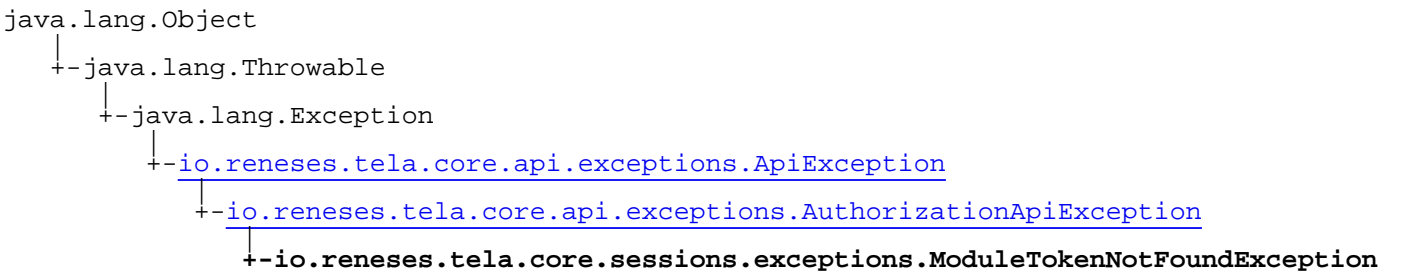 java.lang.Object
+-java.lang.Throwable
+-java.lang.Exception
+-io.reneses.tela.core.api.exceptions.ApiException
+-io.reneses.tela.core.api.exceptions.AuthorizationApiException
+-io.reneses.tela.core.sessions.exceptions.ModuleTokenNotFoundException